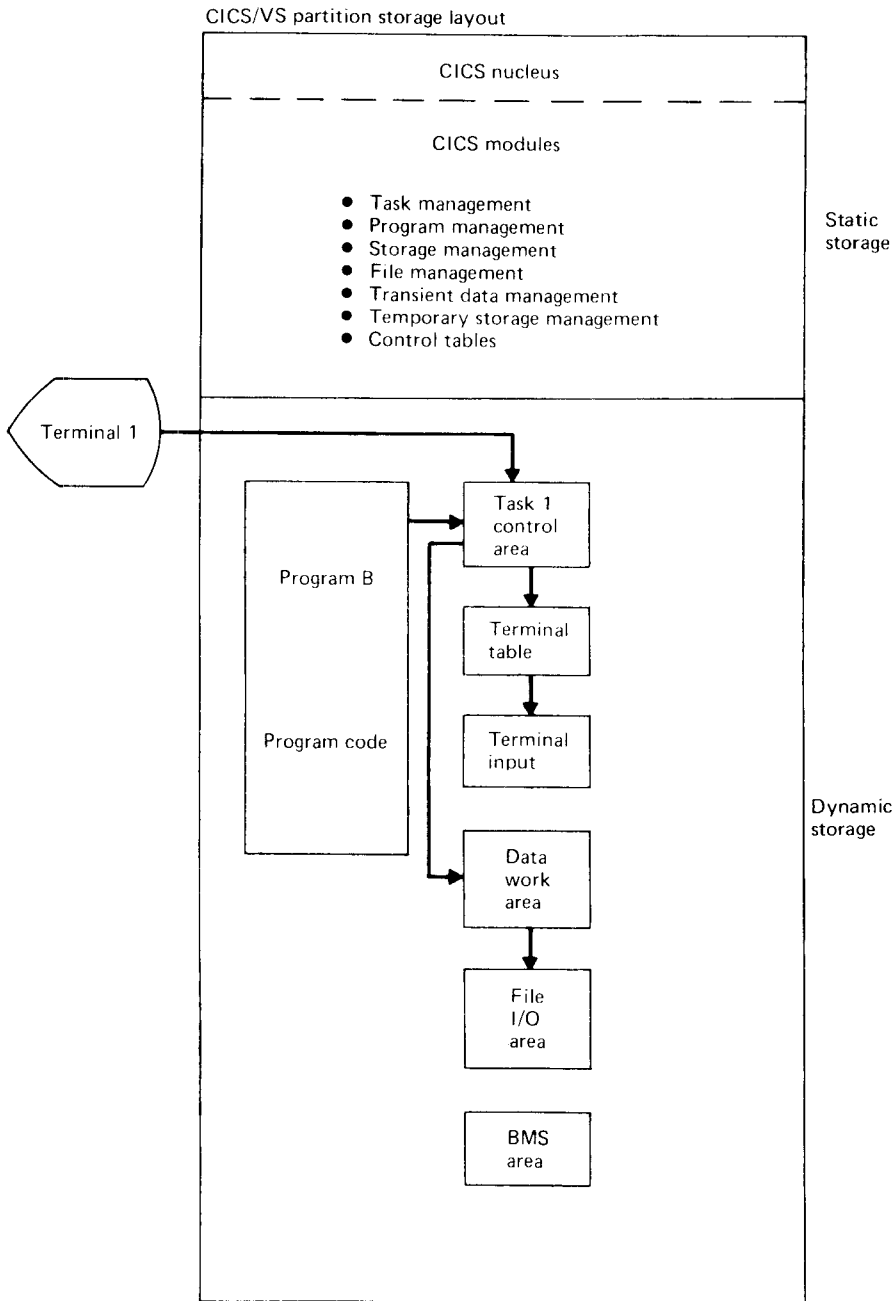 CICS/VS partition storage layout
CICS nucleus
CICS modules
● Task management
● Program management
● Storage management
● File management
● Transient data management
● Temporary storage management
● Control tables
Static
storage
Terminal 1
Task 1
control
area
Program B
Terminal
table
Program code
Terminal
input
Dynamic
storage
Data
work
area
File
I/O
area
BMS
area